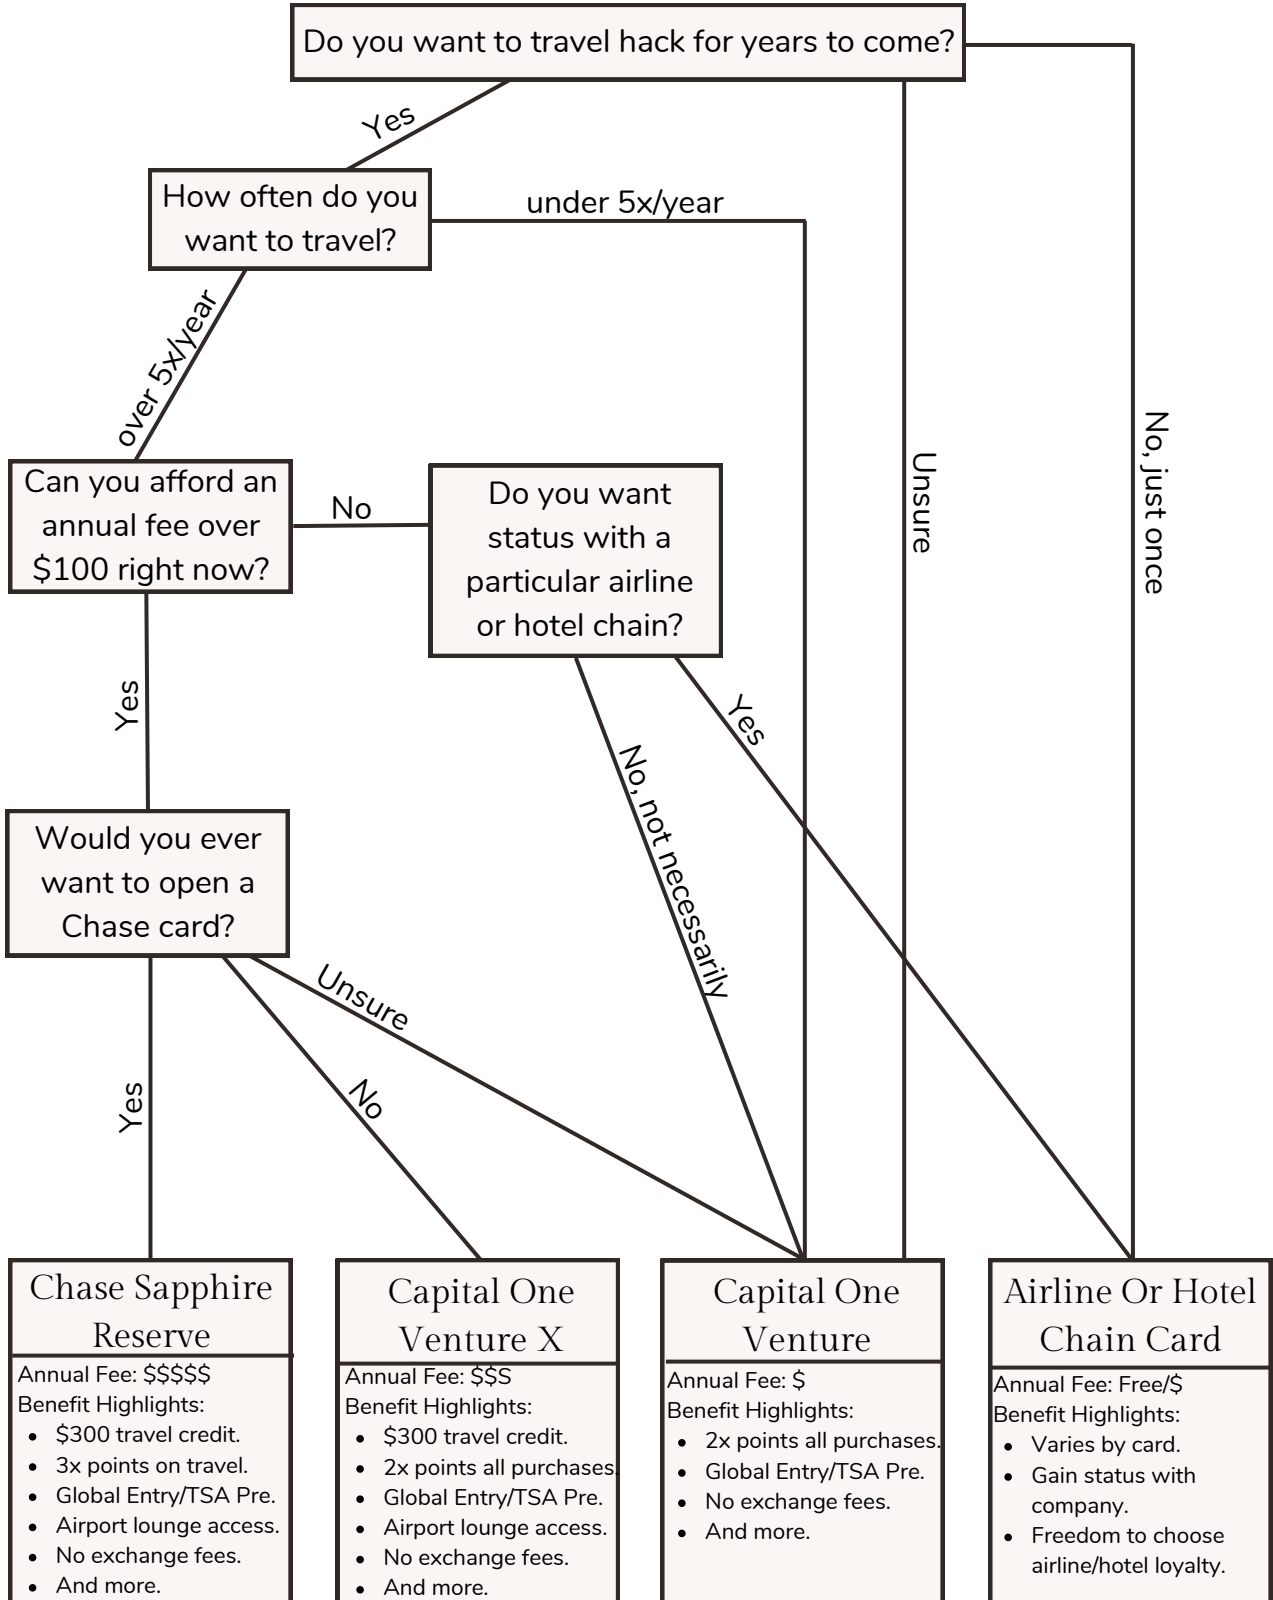 Do you want to travel hack for years to come?
Yes
How often do you
want to travel?
under 5x/year
over 5x/year
Unsure
No, just once
Can you afford an
annual fee over
$100 right now?
No
Do you want
status with a
particular airline
or hotel chain?
Yes
Yes
No, not necessarily
Would you ever
want to open a
Chase card?
Unsure
No
Yes
Chase Sapphire
Reserve
Annual Fee: $$$$$
Benefit Highlights:
• $300 travel credit.
• 3x points on travel.
• Global Entry/TSA Pre.
• Airport lounge access.
• No exchange fees.
• And more.
Capital One
Venture X
Annual Fee: $$S
Benefit Highlights:
• $300 travel credit.
• 2x points all purchases.
• Global Entry/TSA Pre.
• Airport lounge access.
• No exchange fees.
• And more.
Capital One
Venture
Annual Fee: $
Benefit Highlights:
• 2x points all purchases.
• Global Entry/TSA Pre.
• No exchange fees.
• And more.
Airline Or Hotel
Chain Card
Annual Fee: Free/$
Benefit Highlights:
• Varies by card.
• Gain status with
company.
• Freedom to choose
airline/hotel loyalty.